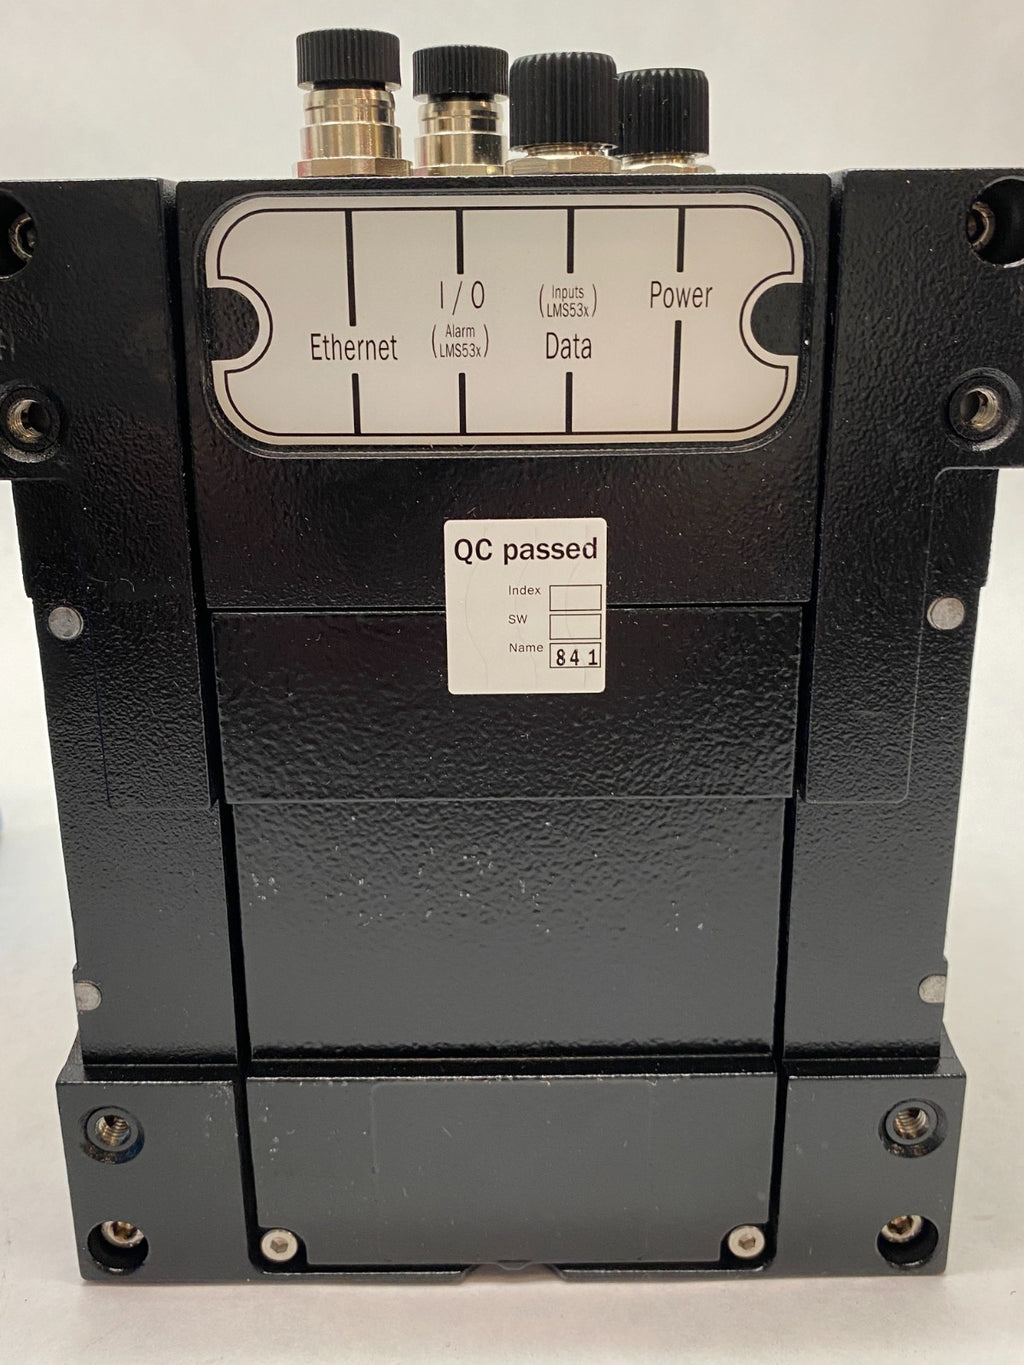 Ethernet
I/O
(Alarm
LMS53x)
(Inputs
LMS53x)
Data
Power
QC passed
Index
SW
Name 841